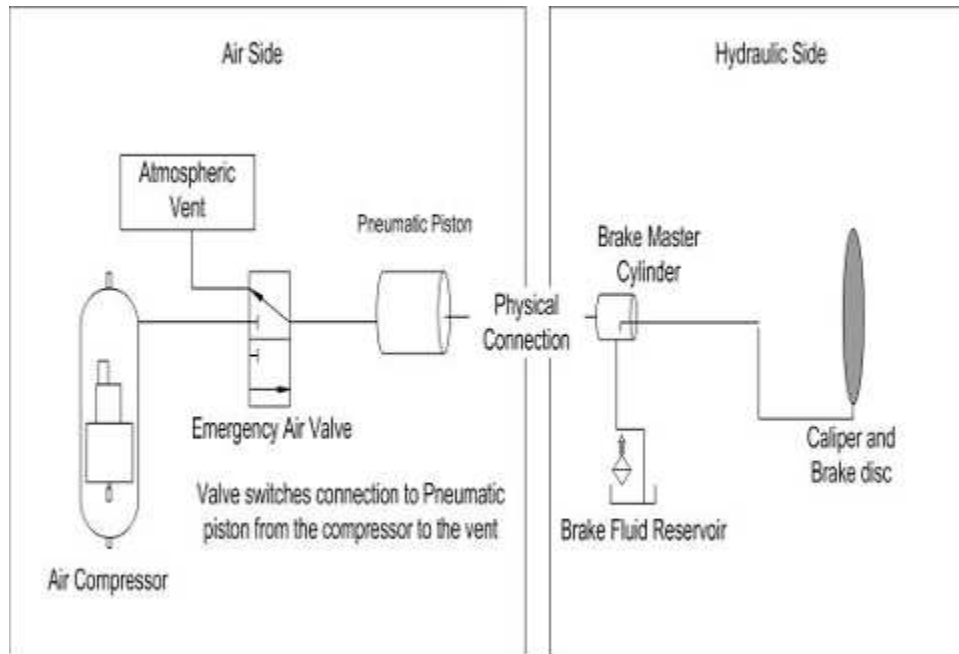 Air Side
Hydraulic Side
Atmospheric
Vent
Pneumatic Piston
Brake Master
Cylinder
Physical
Connection
Emergency Air Valve
Caliper and
Brake disc
Valve switches connection to Pneumatic
piston from the compressor to the vent
Brake Fluid Reservoir
Air Compressor